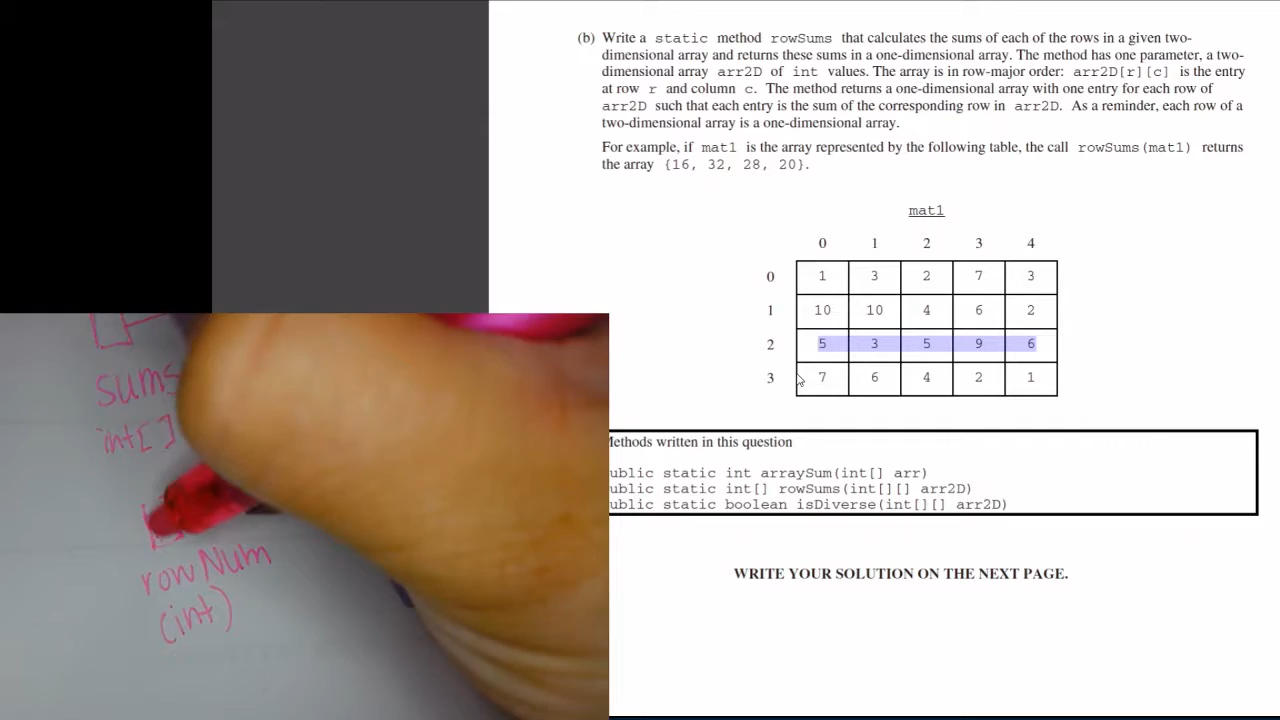 (b) Write a static method rowSums that calculates the sums of each of the rows in a given two-
dimensional array and returns these sums in a one-dimensional array. The method has one parameter, a two-
dimensional array arr2D of int values. The array is in row-major order: arr2D[r][c] is the entry
at row r and column c. The method returns a one-dimensional array with one entry for each row of
arr2D such that each entry is the sum of the corresponding row in arr2D. As a reminder, each row of a
two-dimensional array is a one-dimensional array.
For example, if mat1 is the array represented by the following table, the call rowSums(mat1) returns
the array {16, 32, 28, 20}.
mat1
0 1 2 3 4
0 1 3 2 7 3
1 10 10 4 6 2
2 5 3 5 9 6
3 7 6 4 2 1
ethods written in this question
ublic static int arraySum(int[] arr)
ublic static int[] rowSums(int[][] arr2D)
ublic static boolean isDiverse(int[][] arr2D)
WRITE YOUR SOLUTION ON THE NEXT PAGE.
sums
int[]
rowNum
(int)